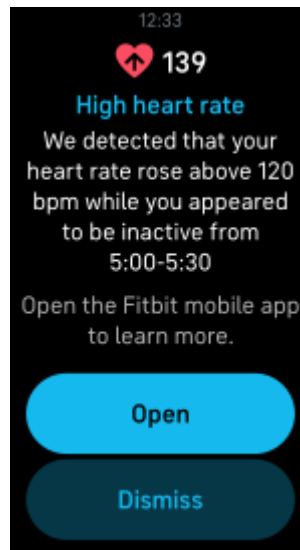 12:33
139
High heart rate
We detected that your
heart rate rose above 120
bpm while you appeared
to be inactive from
5:00-5:30
Open the Fitbit mobile app
to learn more.
Open
Dismiss